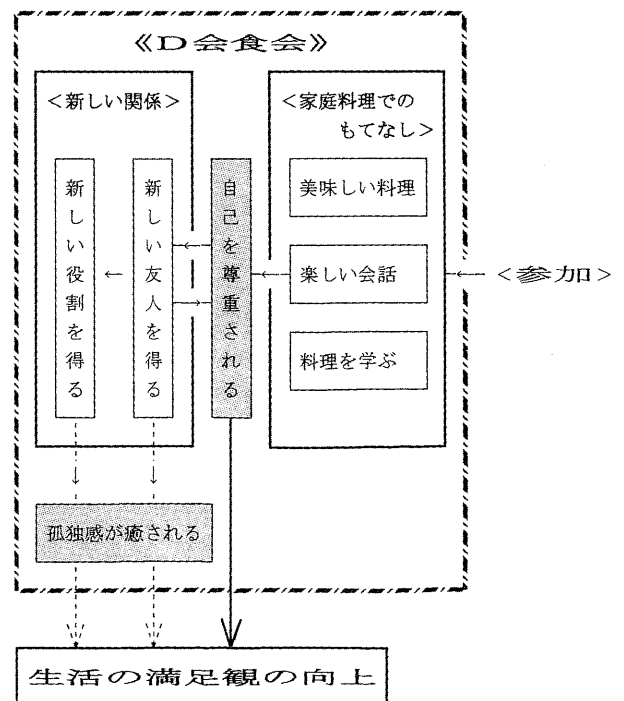 《D会食会》
<新しい関係>
<家庭料理での
もてなし>
新しい役割を得る
新しい友人を得る
自己を尊重される
美味しい料理
楽しい会話
料理を学ぶ
<参加>
孤独感が癒される
生活の満足観の向上